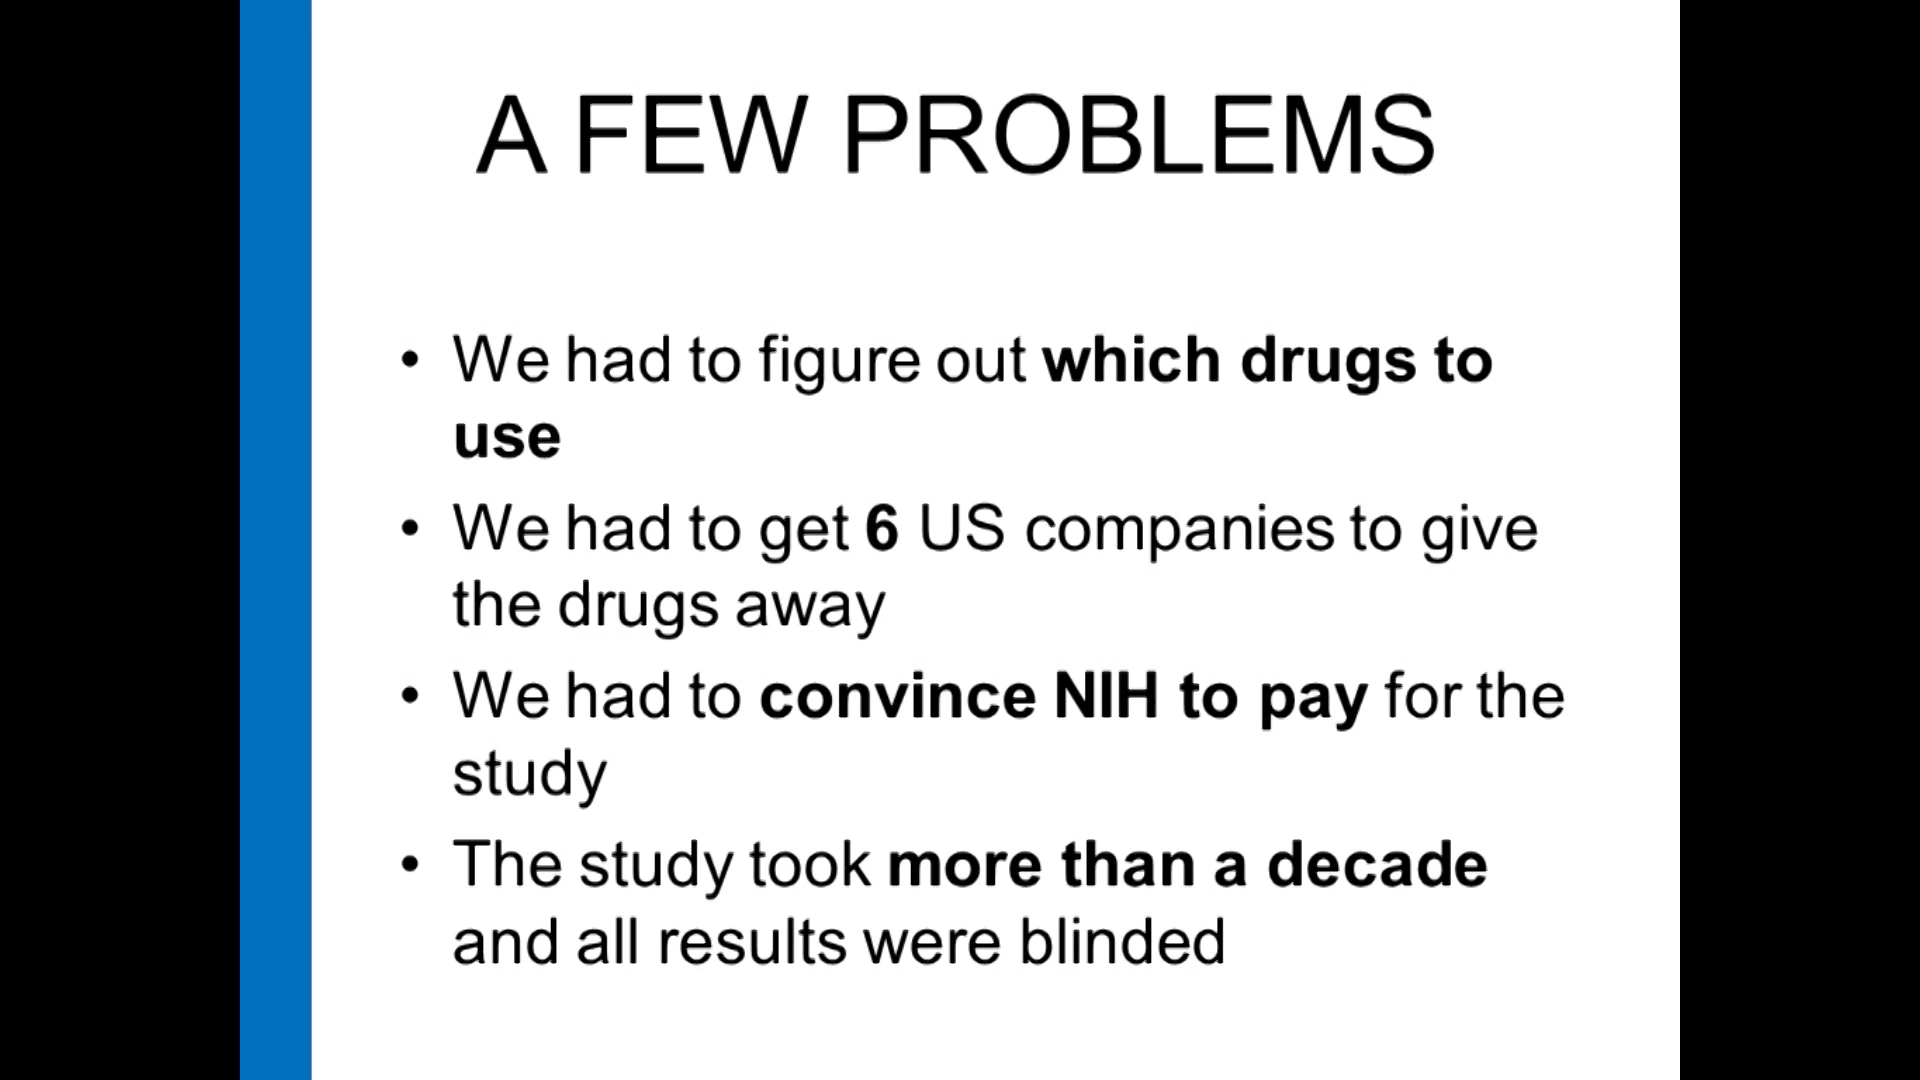 A FEW PROBLEMS
• We had to figure out which drugs to
use
• We had to get 6 US companies to give
the drugs away
• We had to convince NIH to pay for the
study
• The study took more than a decade
and all results were blinded